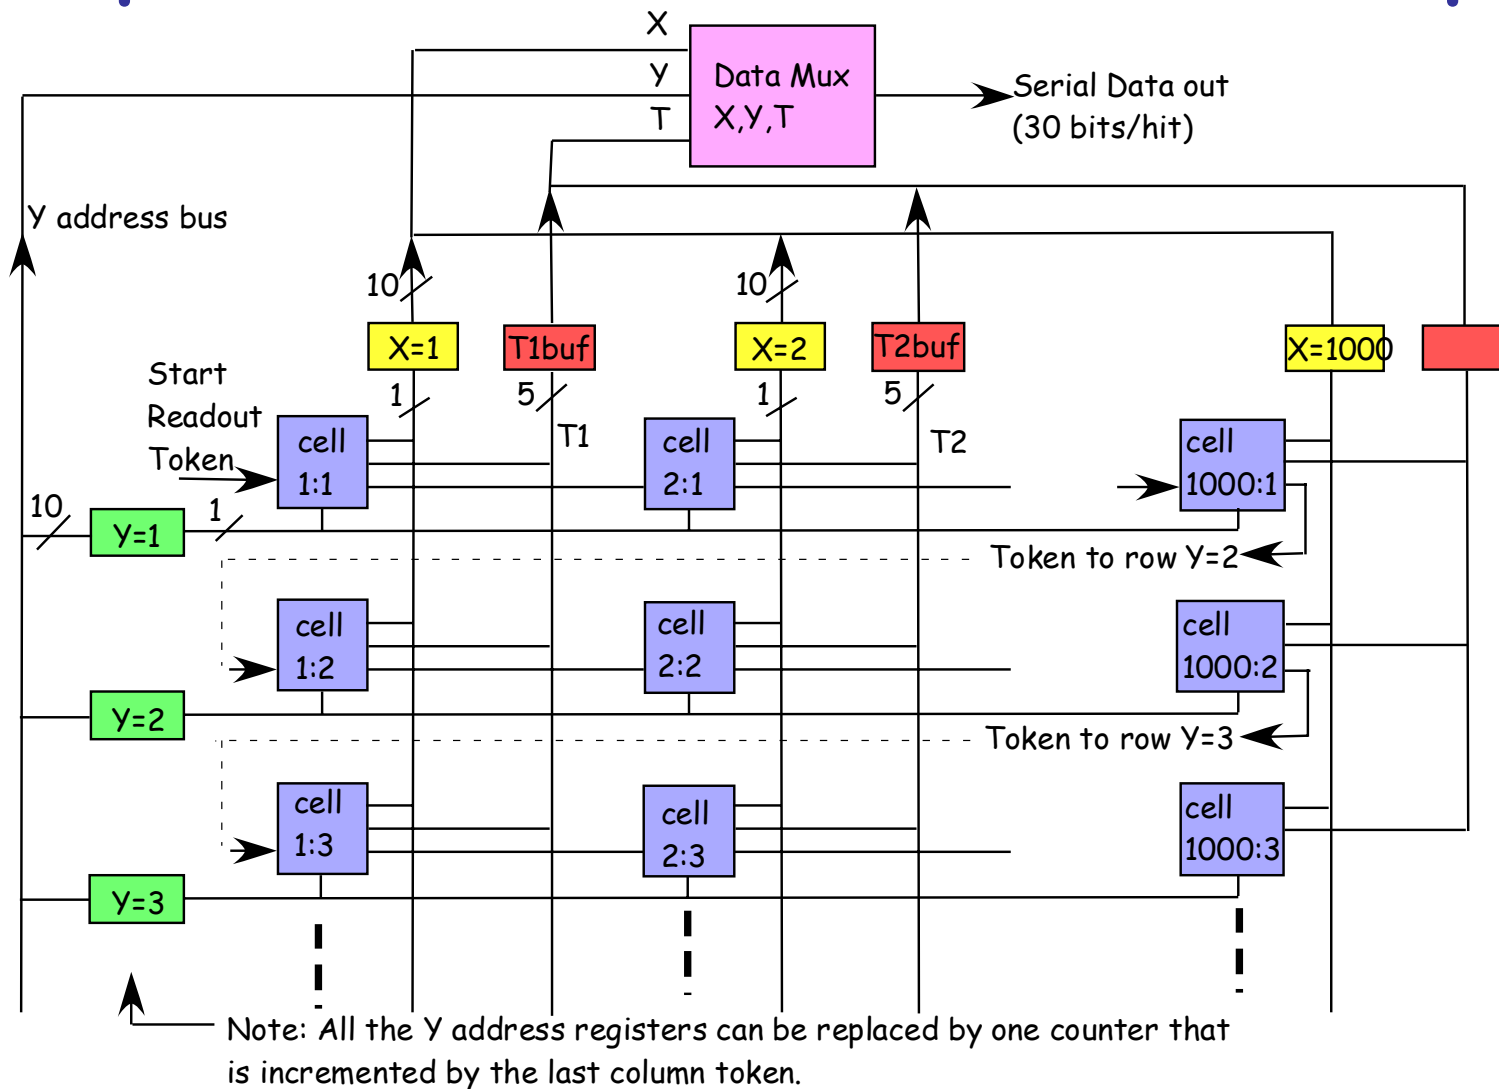 X
Y
T
Data Mux
X,Y,T
Serial Data out
(30 bits/hit)
Y address bus
10
10
X=1
T1buf
X=2
T2buf
X=1000
1
5
1
5
T1
T2
Start
Readout
Token
cell
1:1
cell
2:1
cell
1000:1
10
Y=1
1
Token to row Y=2
cell
1:2
cell
2:2
cell
1000:2
Y=2
Token to row Y=3
cell
1:3
cell
2:3
cell
1000:3
Y=3
Note: All the Y address registers can be replaced by one counter that
is incremented by the last column token.